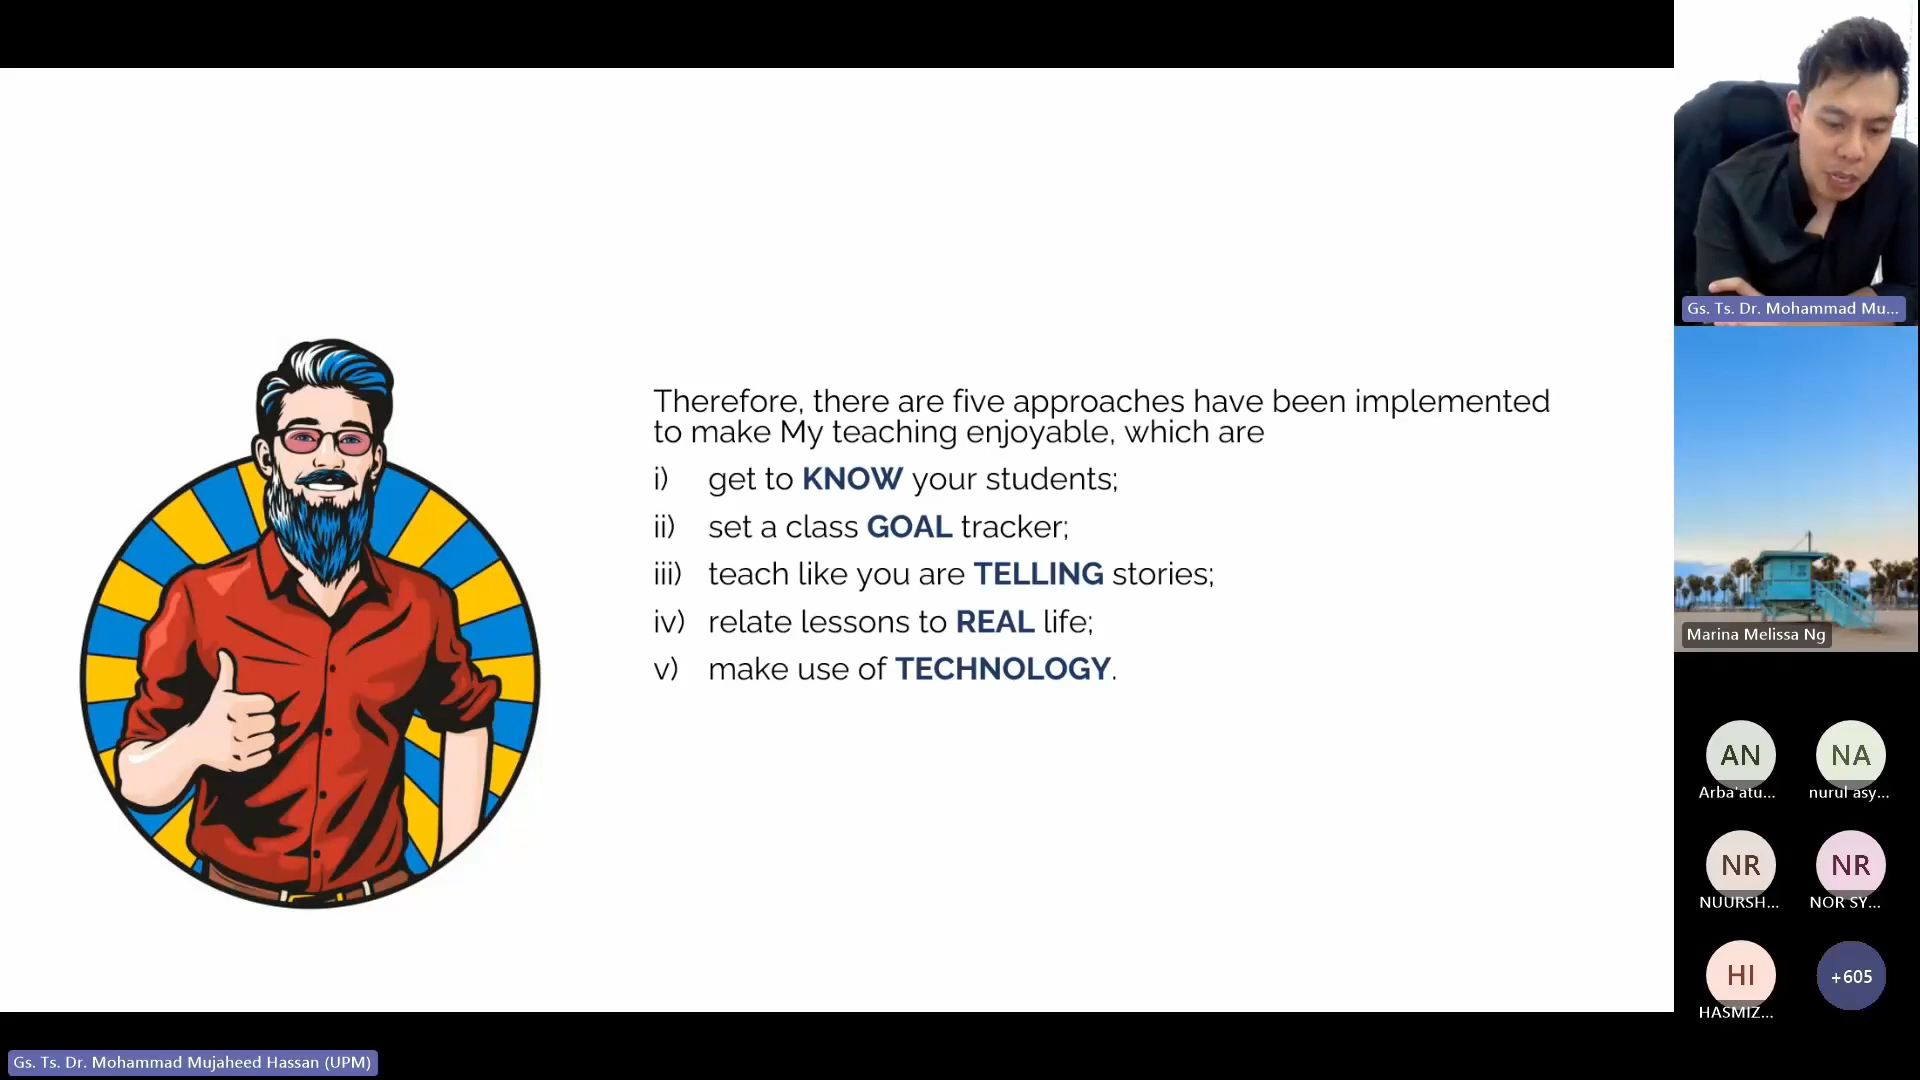 Therefore, there are five approaches have been implemented
to make My teaching enjoyable, which are
i) get to KNOW your students;
ii) set a class GOAL tracker;
iii) teach like you are TELLING stories;
iv) relate lessons to REAL life;
v) make use of TECHNOLOGY.
Gs. Ts. Dr. Mohammad Mu...
Marina Melissa Ng
AN
NA
Arba'atu...
nurul asy...
NR
NR
NUURSH...
NOR SY...
HI
+605
HASMIZ...
Gs. Ts. Dr. Mohammad Mujaheed Hassan (UPM)